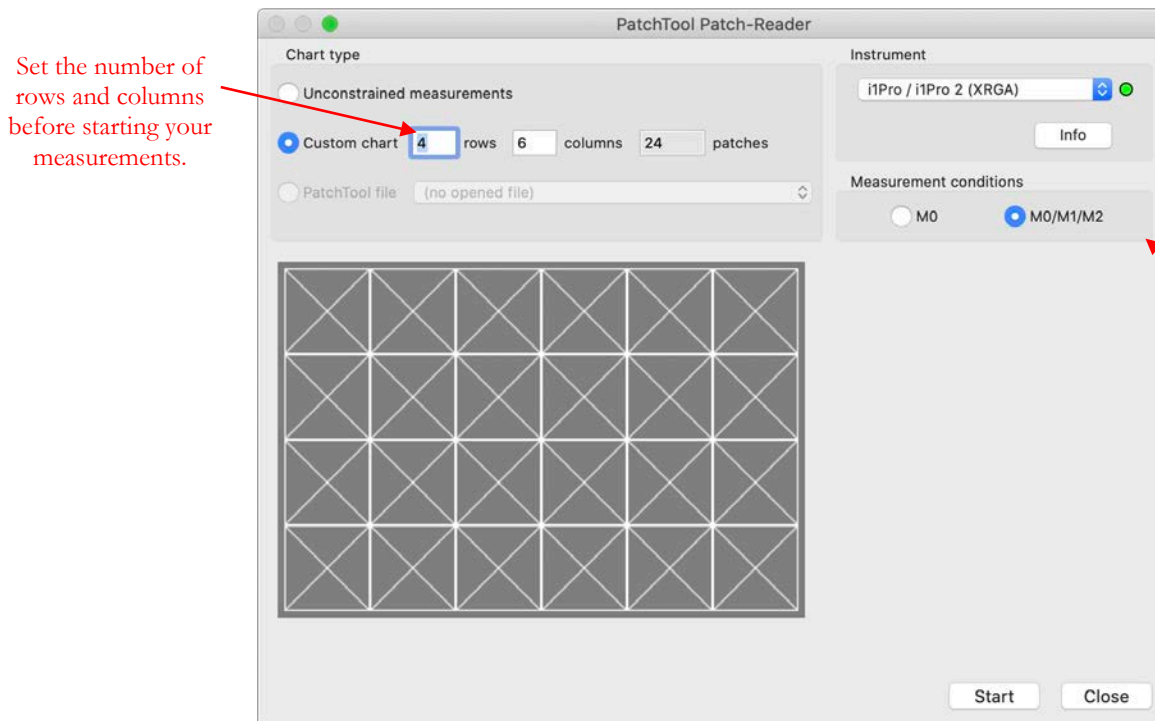 PatchTool Patch-Reader
Set the number of
rows and columns
before starting your
measurements.
Chart type
Unconstrained measurements
Custom chart 4 rows 6 columns 24 patches
PatchTool file (no opened file)
Instrument
i1Pro / i1Pro 2 (XRGA)
Info
Measurement conditions
M0 M0/M1/M2
Start Close